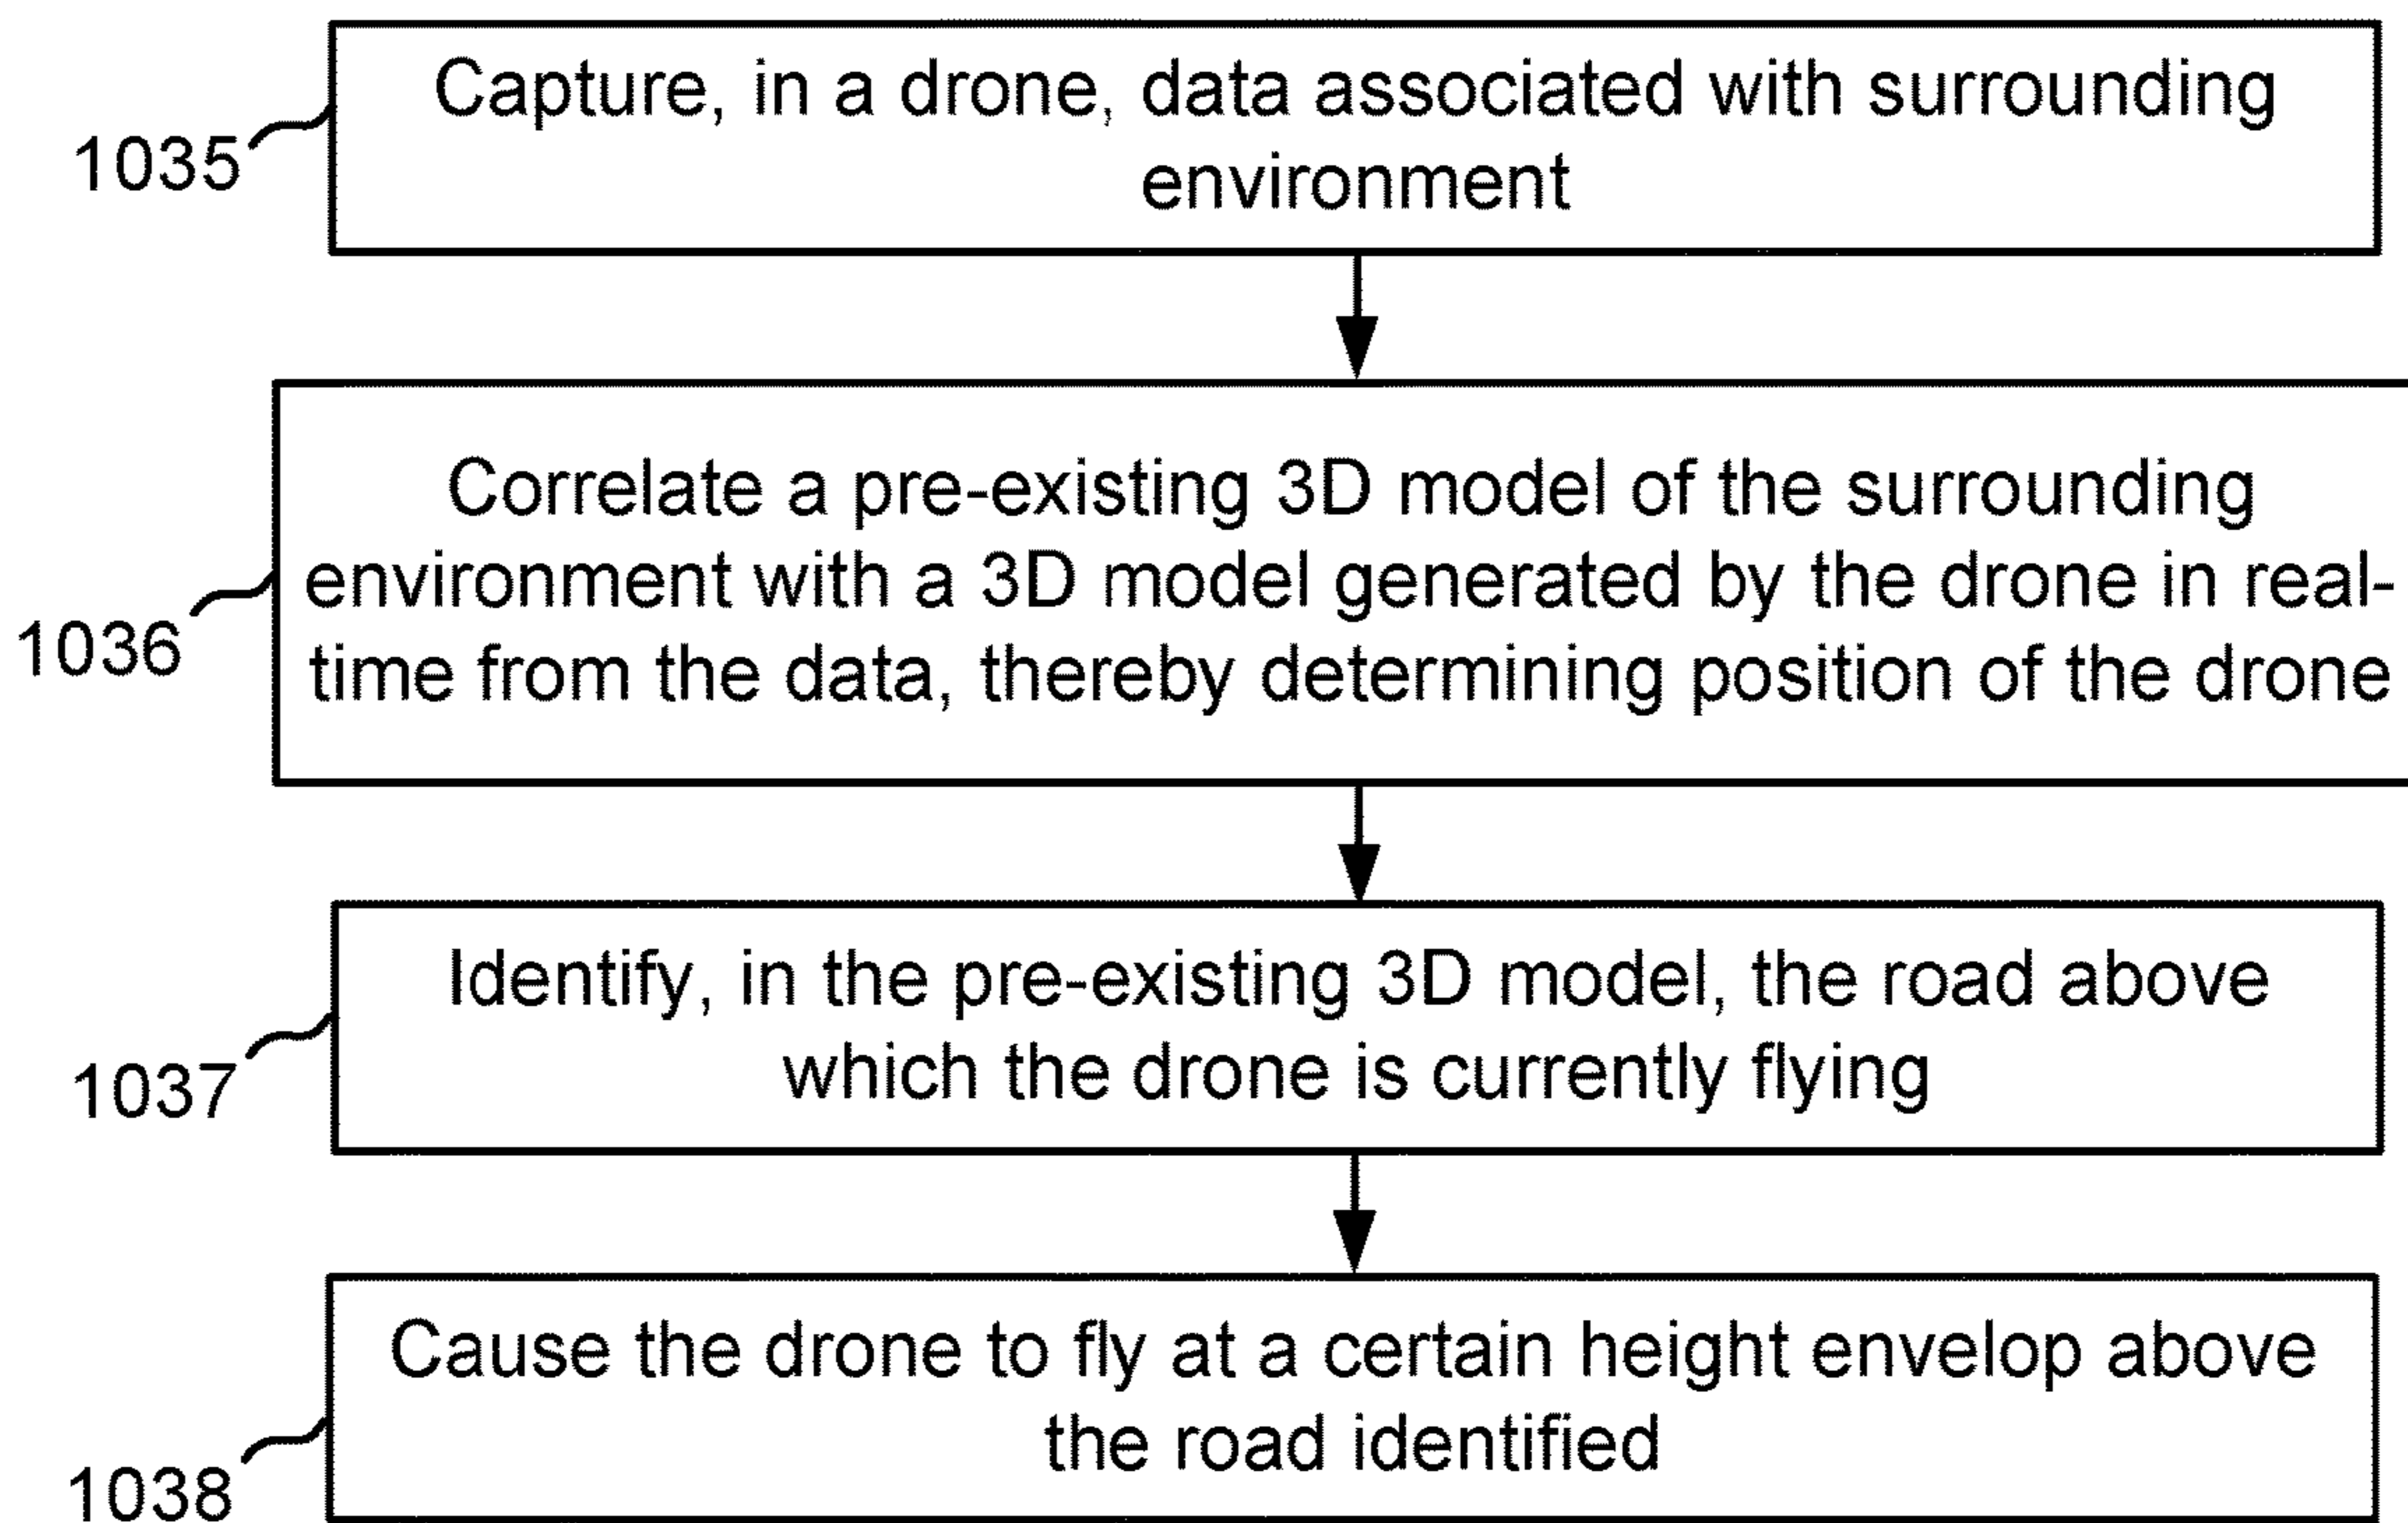 Capture, in a drone, data associated with surrounding
environment
1035
Correlate a pre-existing 3D model of the surrounding
environment with a 3D model generated by the drone in real-
time from the data, thereby determining position of the drone
1036
Identify, in the pre-existing 3D model, the road above
which the drone is currently flying
1037
Cause the drone to fly at a certain height envelop above
the road identified
1038